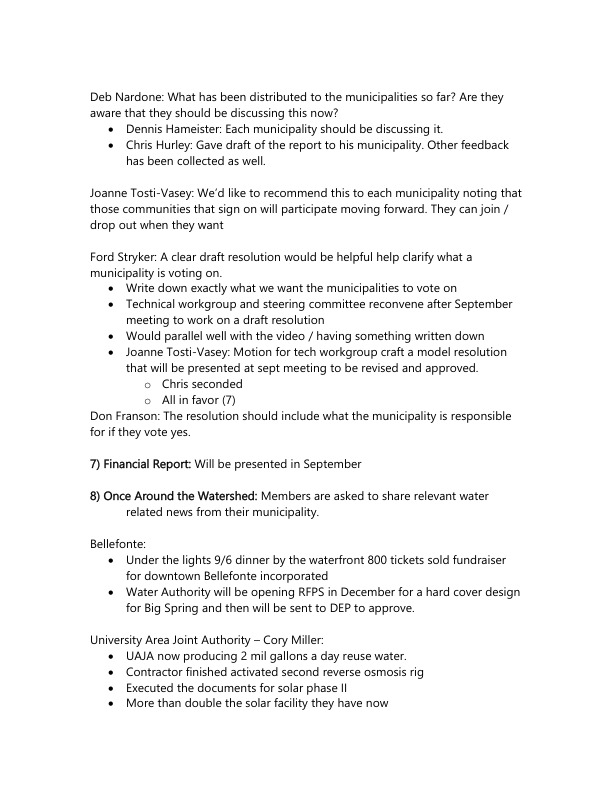 Deb Nardone: What has been distributed to the municipalities so far? Are they
aware that they should be discussing this now?
• Dennis Hameister: Each municipality should be discussing it.
• Chris Hurley: Gave draft of the report to his municipality. Other feedback
has been collected as well.
Joanne Tosti-Vasey: We'd like to recommend this to each municipality noting that
those communities that sign on will participate moving forward. They can join /
drop out when they want
Ford Stryker: A clear draft resolution would be helpful help clarify what a
municipality is voting on.
• Write down exactly what we want the municipalities to vote on
• Technical workgroup and steering committee reconvene after September
meeting to work on a draft resolution
• Would parallel well with the video / having something written down
• Joanne Tosti-Vasey: Motion for tech workgroup craft a model resolution
that will be presented at sept meeting to be revised and approved.
o Chris seconded
o All in favor (7)
Don Franson: The resolution should include what the municipality is responsible
for if they vote yes.
7) Financial Report: Will be presented in September
8) Once Around the Watershed: Members are asked to share relevant water
related news from their municipality.
Bellefonte:
• Under the lights 9/6 dinner by the waterfront 800 tickets sold fundraiser
for downtown Bellefonte incorporated
• Water Authority will be opening RFPS in December for a hard cover design
for Big Spring and then will be sent to DEP to approve.
University Area Joint Authority – Cory Miller:
• UAJA now producing 2 mil gallons a day reuse water.
• Contractor finished activated second reverse osmosis rig
• Executed the documents for solar phase II
• More than double the solar facility they have now